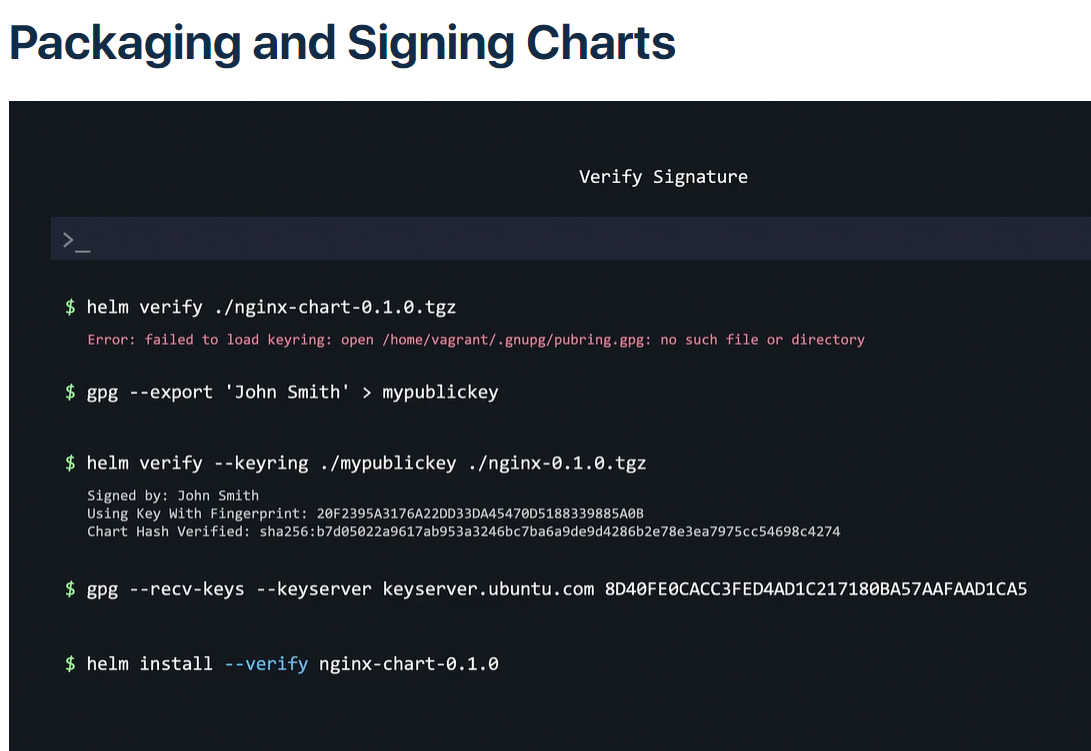 Packaging and Signing Charts
Verify Signature
>_
$ helm verify ./nginx-chart-0.1.0.tgz
Error: failed to load keyring: open /home/vagrant/.gnupg/pubring.gpg: no such file or directory
$ gpg --export 'John Smith' > mypublickey
$ helm verify --keyring ./mypublickey ./nginx-0.1.0.tgz
Signed by: John Smith
Using Key With Fingerprint: 20F2395A3176A22DD33DA45470D5188339885A0B
Chart Hash Verified: sha256:b7d05022a9617ab953a3246bc7ba6a9de9d4286b2e78e3ea7975cc54698c4274
$ gpg --recv-keys --keyserver keyserver.ubuntu.com 8D40FE0CACC3FED4AD1C217180BA57AAFAAD1CA5
$ helm install --verify nginx-chart-0.1.0